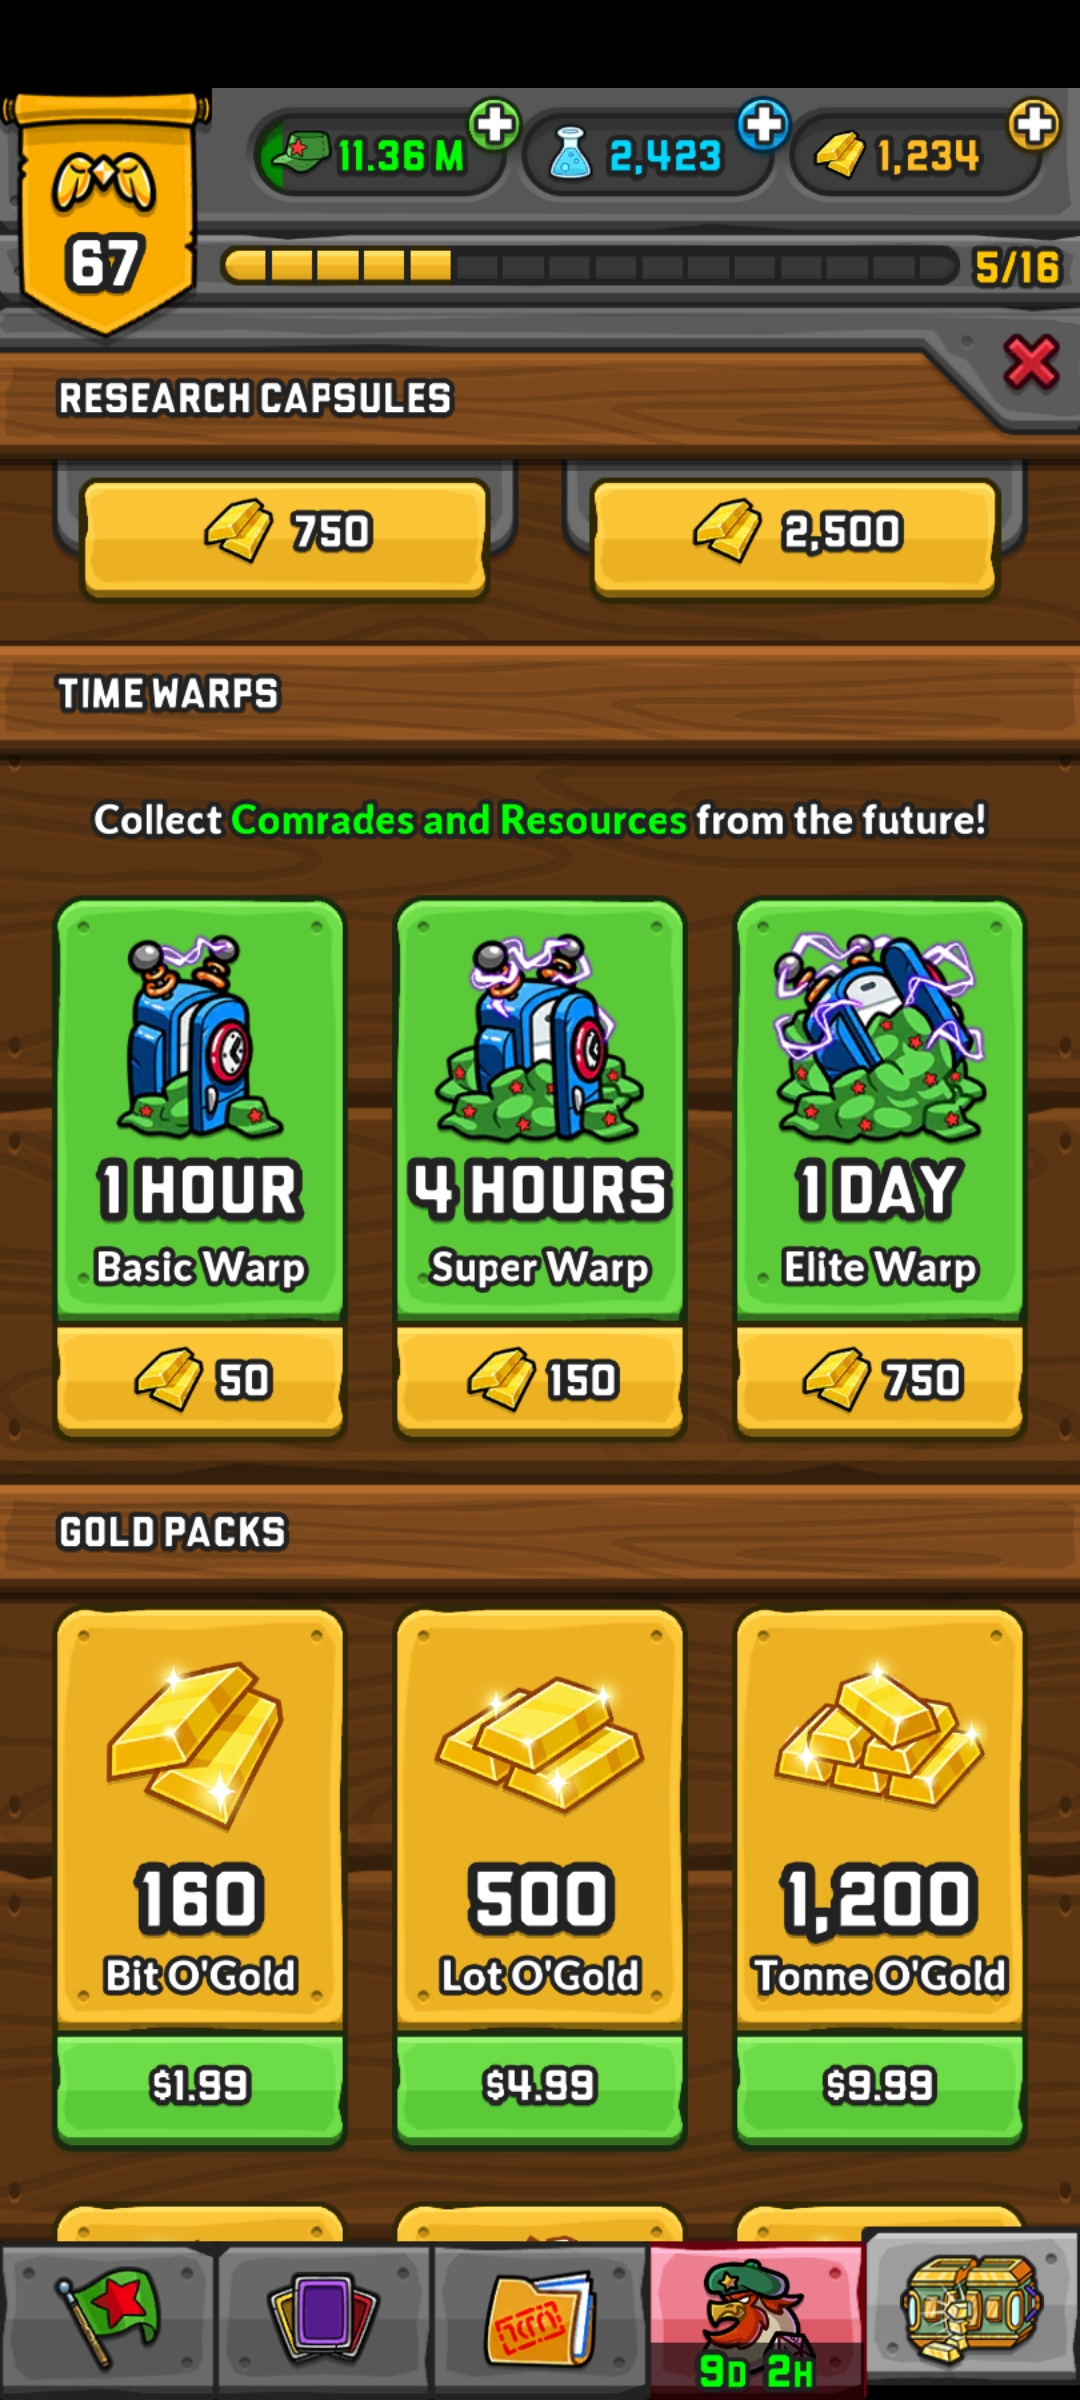 11.36 M
2,423
1,234
67
5/16
RESEARCH CAPSULES
750
2,500
TIME WARPS
Collect Comrades and Resources from the future!
1 HOUR
Basic Warp
50
4 HOURS
Super Warp
150
1 DAY
Elite Warp
750
GOLD PACKS
160
Bit O'Gold
$1.99
500
Lot O'Gold
$4.99
1,200
Tonne O'Gold
$9.99
9D 2H